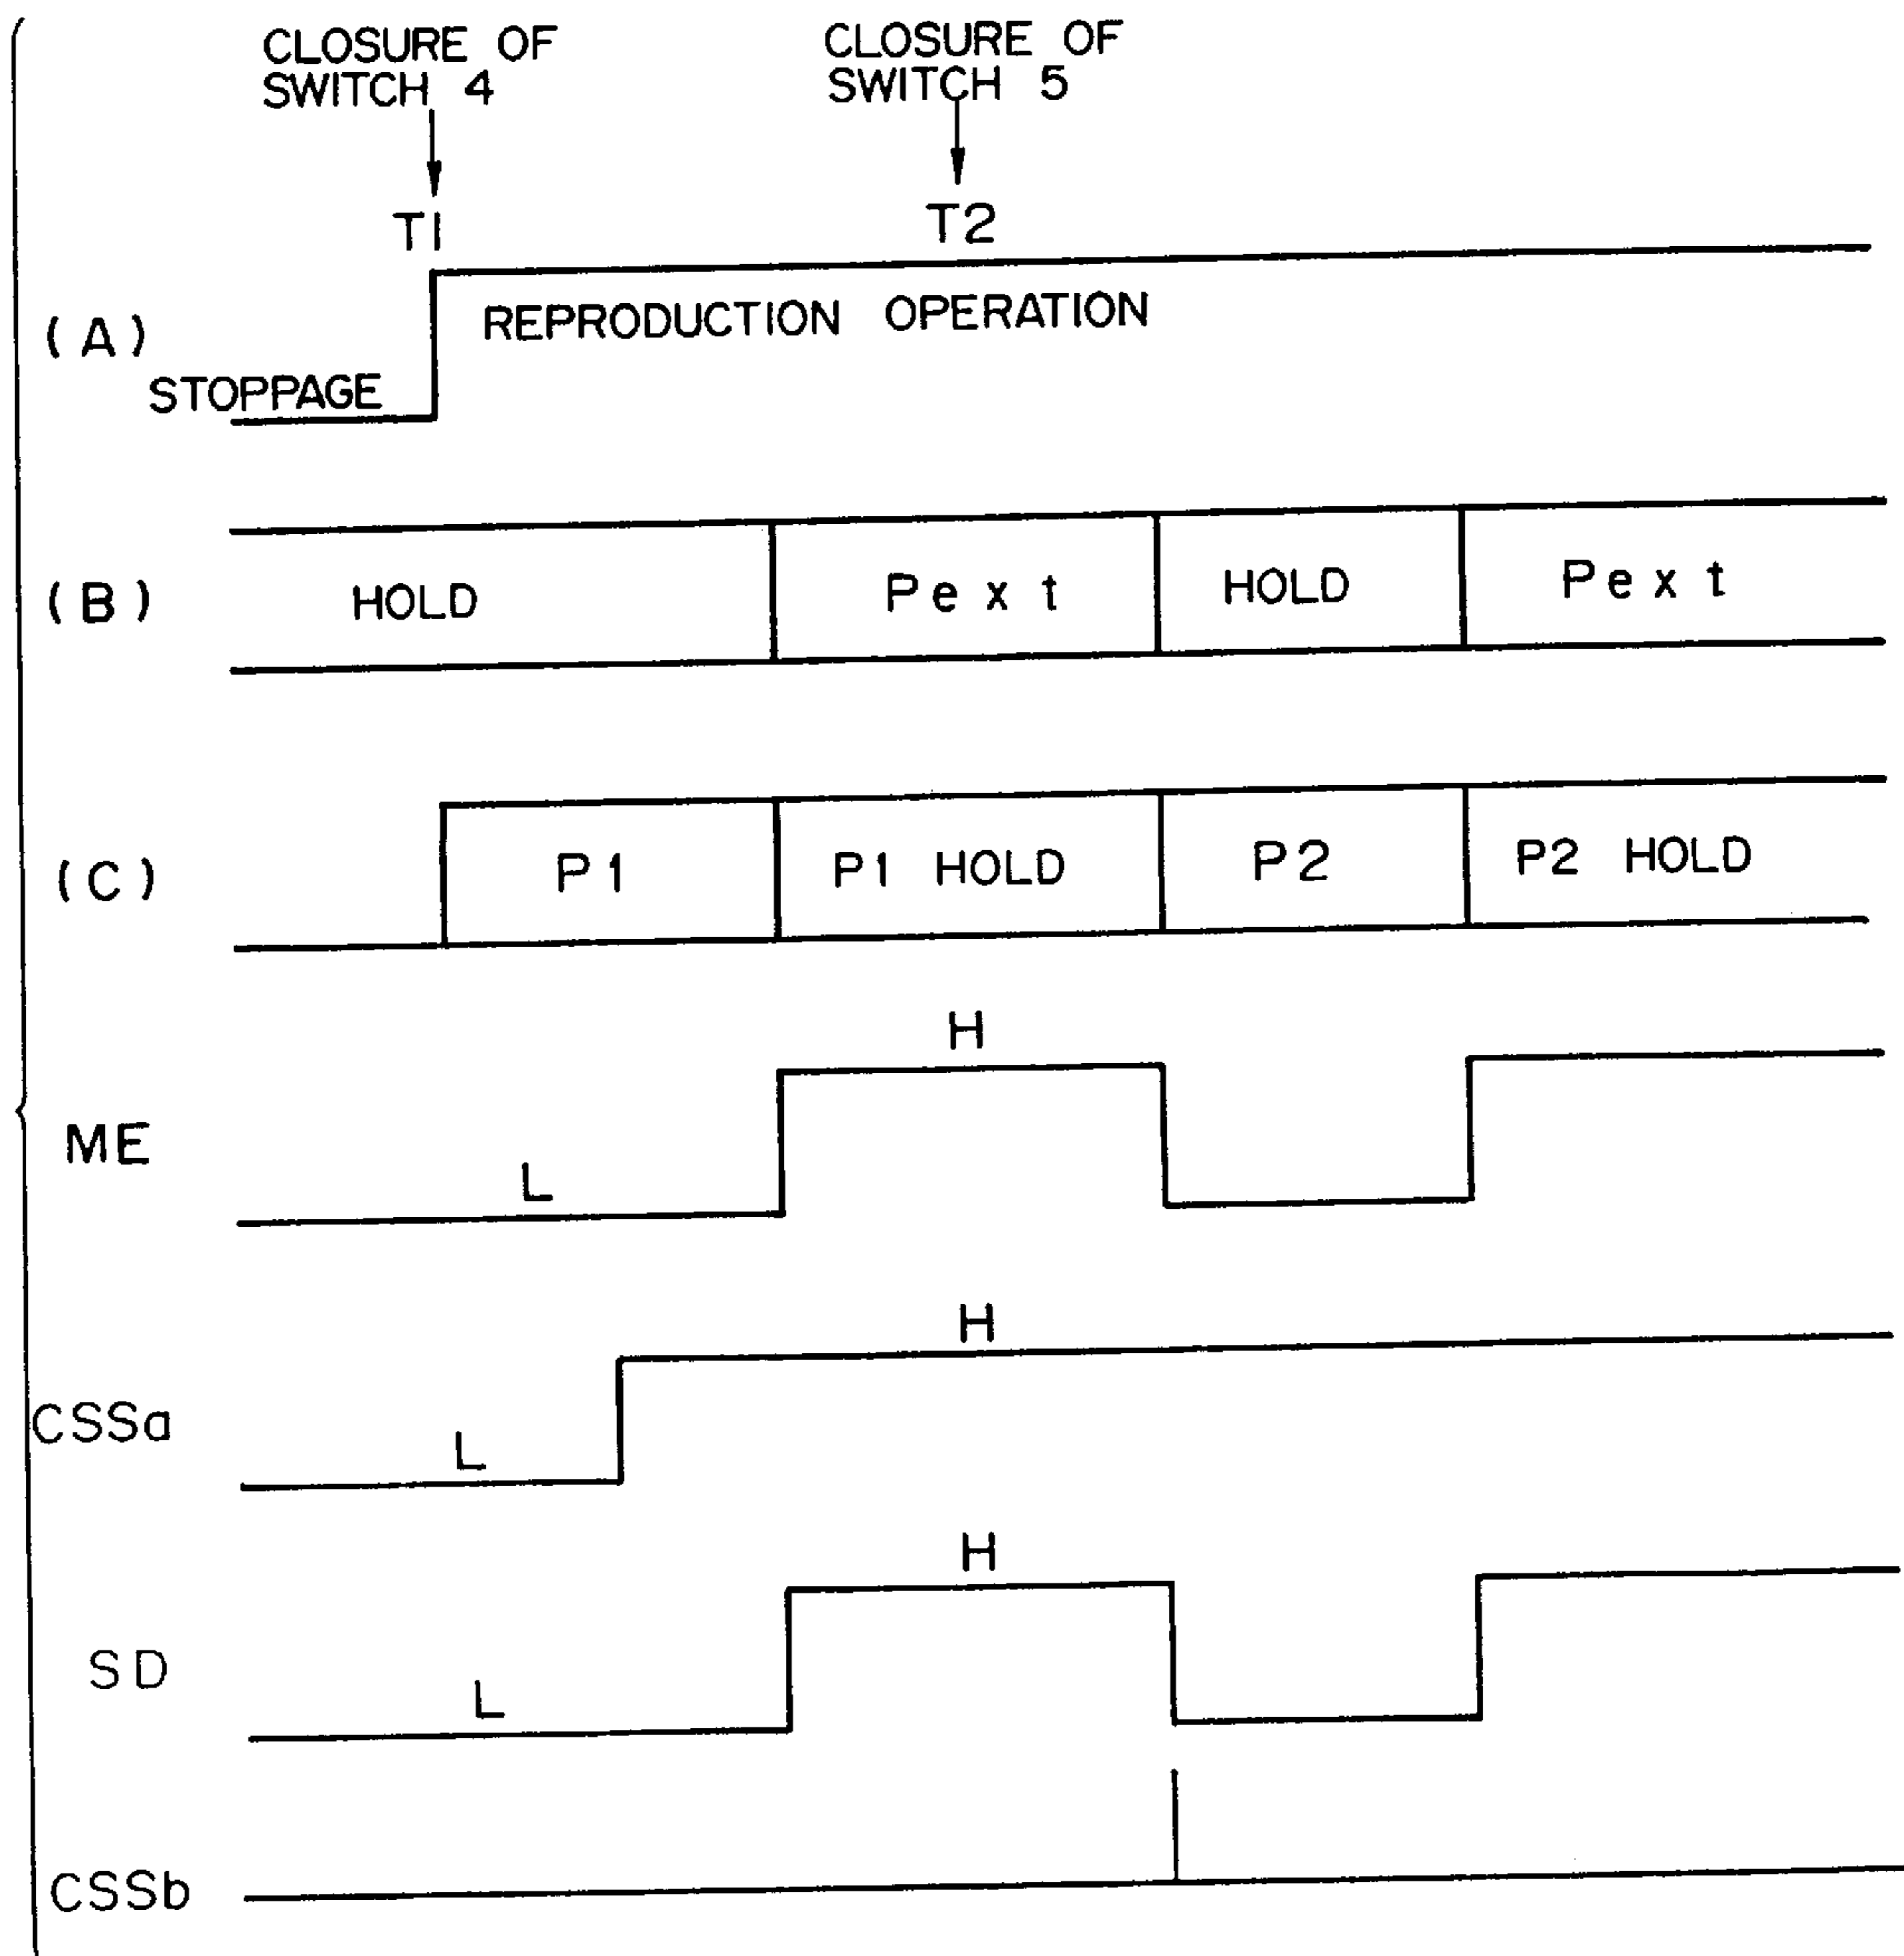 CLOSURE OF
SWITCH 4
CLOSURE OF
SWITCH 5
T1
T2
(A)
REPRODUCTION OPERATION
STOPPAGE
(B)
HOLD
Pext
HOLD
Pext
(C)
P1
P1 HOLD
P2
P2 HOLD
H
ME
L
H
CSSa
L
H
SD
L
CSSb